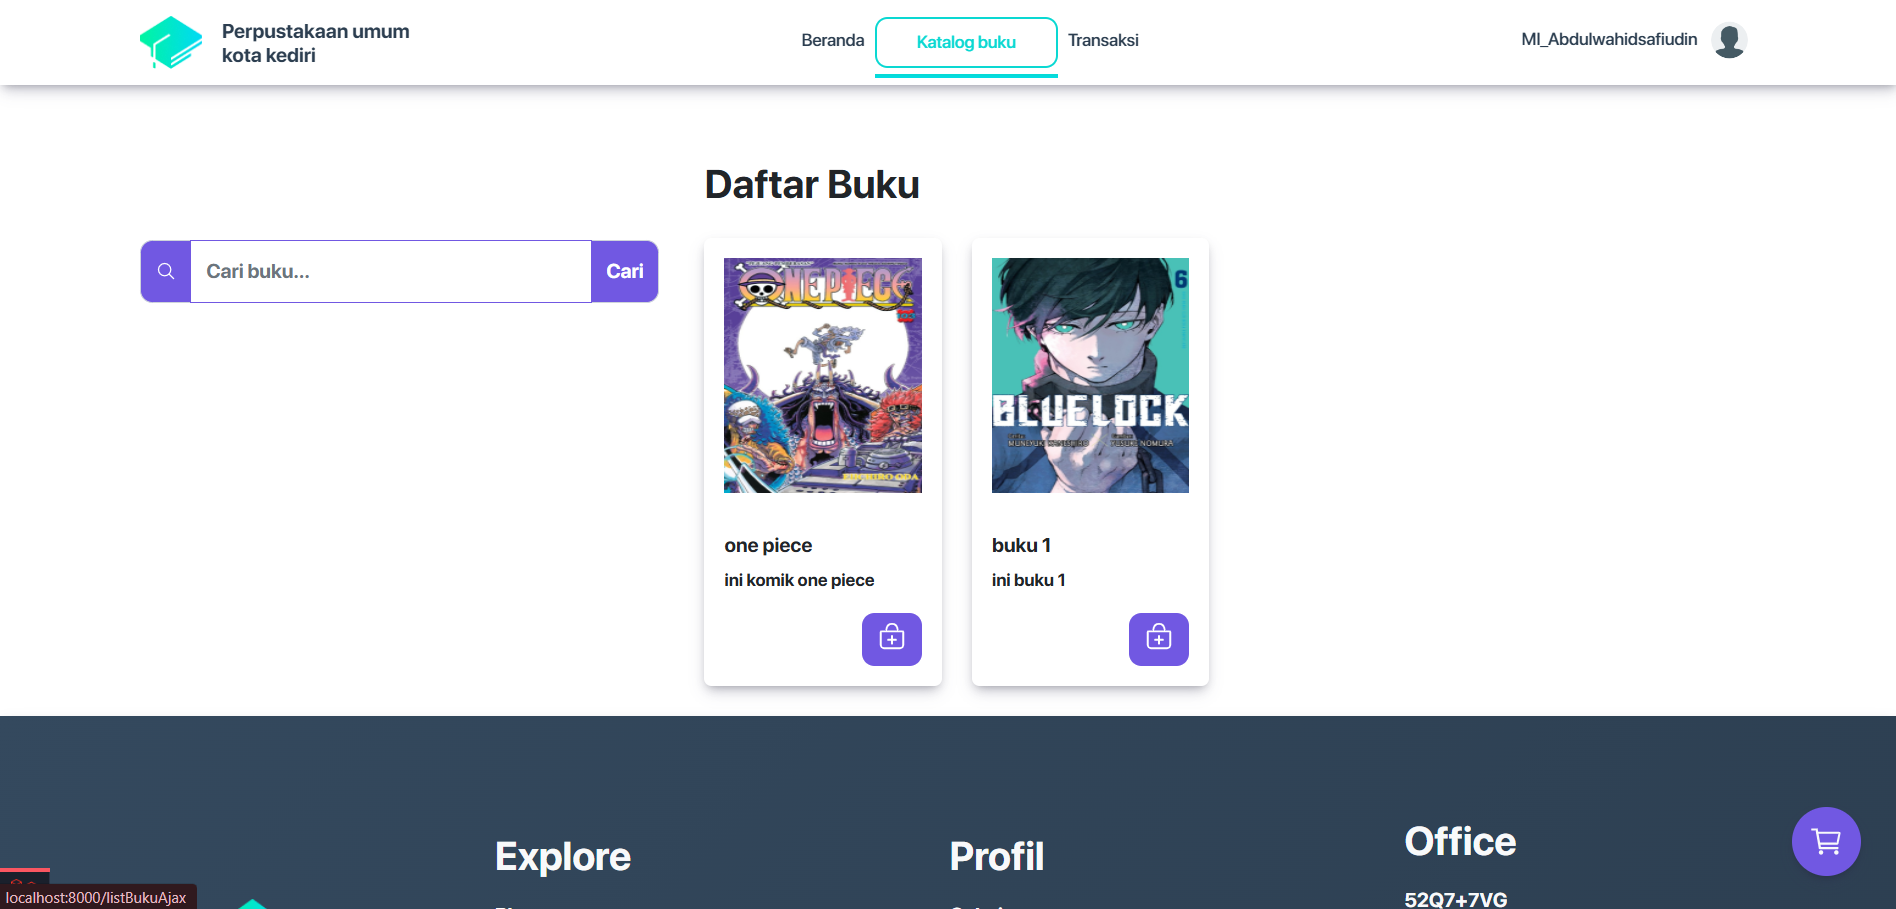 Perpustakaan umum
kota kediri
Beranda
Katalog buku
Transaksi
MI_Abdulwahidsafiudin
Daftar Buku
Cari buku...
Cari
ONE PIECE
EIICHIRO ODA
6
BLUELOCK
MUNEYUKI KANESHIRO
YUSUKE NOMURA
one piece
ini komik one piece
buku 1
ini buku 1
Explore
Profil
Office
52Q7+7VG
localhost:8000/listBukuAjax